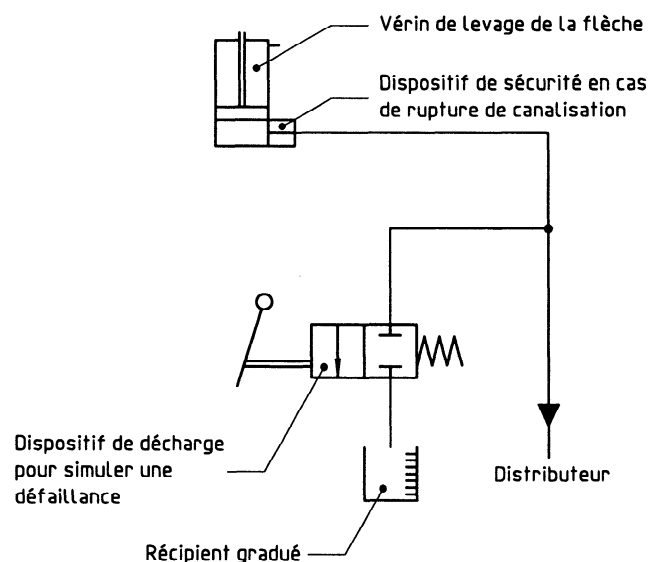 Vérin de levage de la flèche
Dispositif de sécurité en cas
de rupture de canalisation
Dispositif de décharge
pour simuler une
défaillance
Distributeur
Récipient gradué